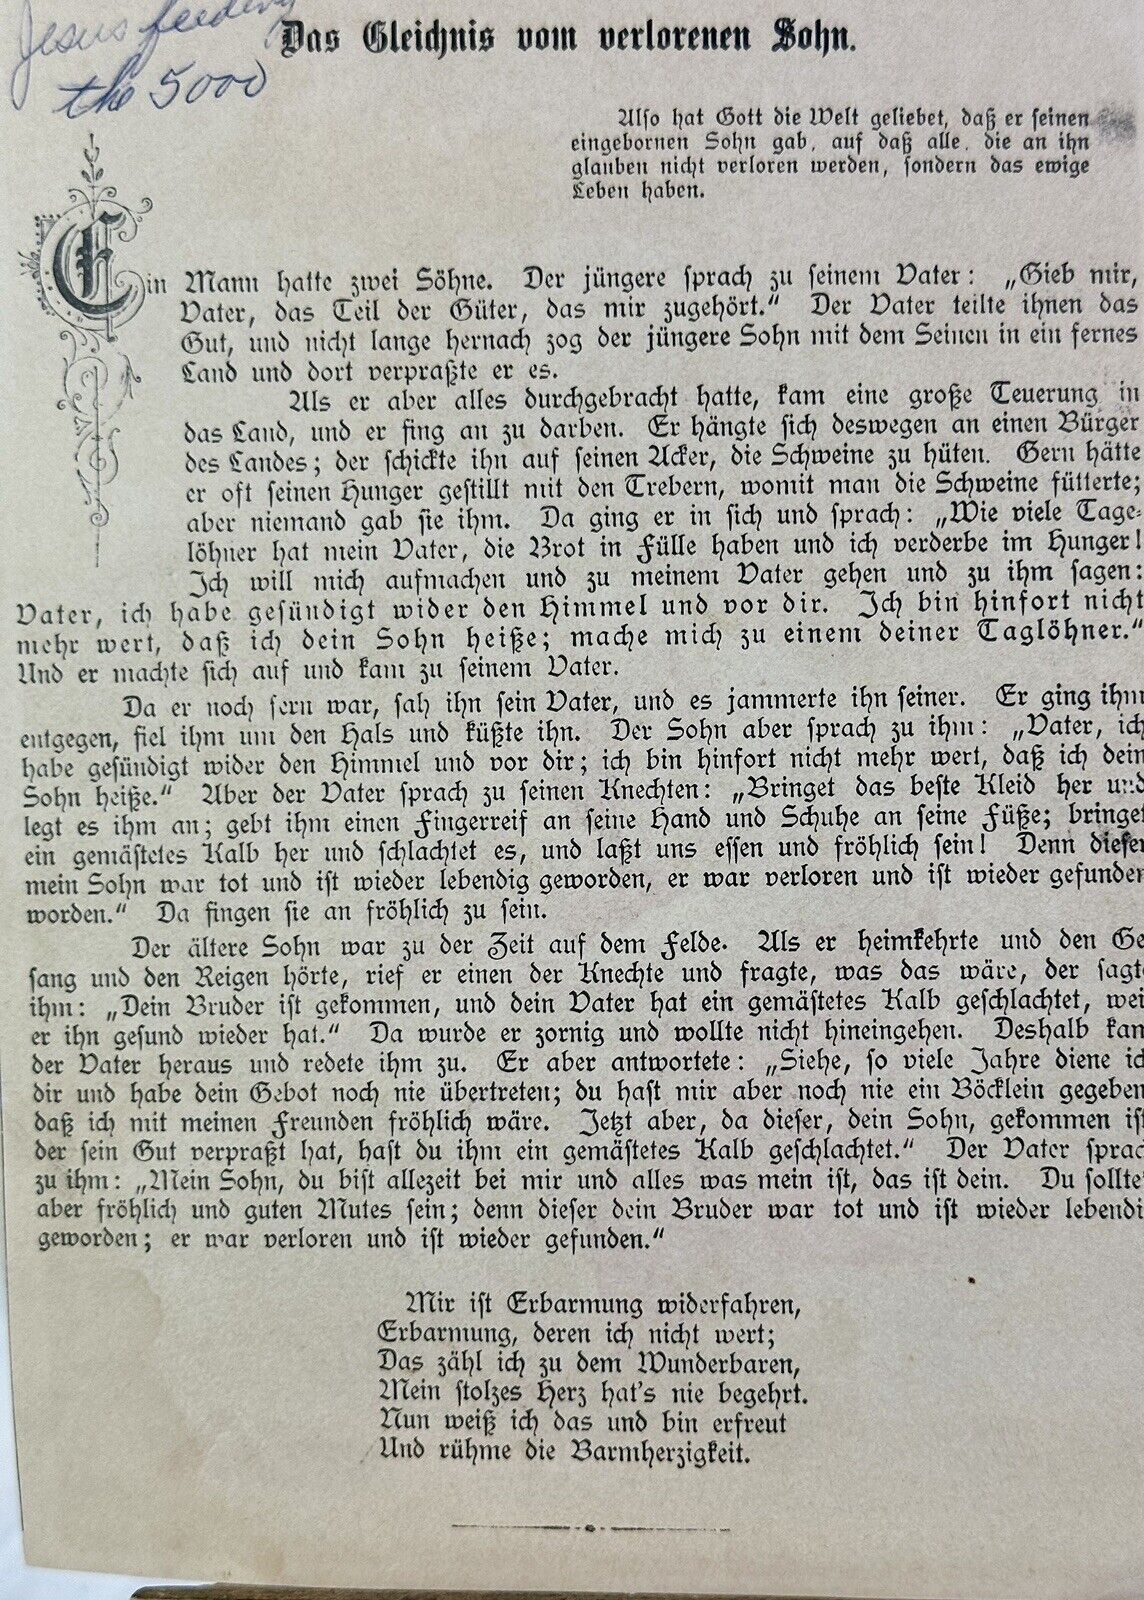 Jesus feeding
the 5000
Das Gleichnis vom verlorenen Sohn.
Also hat Gott die Welt geliebet, daß er seinen
eingebornen Sohn gab, auf daß alle, die an ihn
glauben nicht verloren werden, sondern das ewige
Leben haben.
Ein Mann hatte zwei Söhne. Der jüngere sprach zu seinem Vater: „Gieb mir,
Vater, das Teil der Güter, das mir zugehört.“ Der Vater teilte ihnen das
Gut, und nicht lange hernach zog der jüngere Sohn mit dem Seinen in ein fernes
Land und dort verpraßte er es.
Als er aber alles durchgebracht hatte, kam eine große Teuerung in
das Land, und er fing an zu darben. Er hängte sich deswegen an einen Bürger
des Landes; der schickte ihn auf seinen Acker, die Schweine zu hüten. Gern hätte
er oft seinen Hunger gestillt mit den Trebern, womit man die Schweine fütterte;
aber niemand gab sie ihm. Da ging er in sich und sprach: „Wie viele Tage-
löhner hat mein Vater, die Brot in Fülle haben und ich verderbe im Hunger!
Ich will mich aufmachen und zu meinem Vater gehen und zu ihm sagen:
Vater, ich habe gesündigt wider den Himmel und vor dir. Ich bin hinfort nicht
mehr wert, daß ich dein Sohn heiße; mache mich zu einem deiner Taglöhner.“
Und er machte sich auf und kam zu seinem Vater.
Da er noch fern war, sah ihn sein Vater, und es jammerte ihn seiner. Er ging ihm
entgegen, fiel ihm um den Hals und küßte ihn. Der Sohn aber sprach zu ihm: „Vater, ich
habe gesündigt wider den Himmel und vor dir; ich bin hinfort nicht mehr wert, daß ich dein
Sohn heiße.“ Aber der Vater sprach zu seinen Knechten: „Bringet das beste Kleid her und
legt es ihm an; gebt ihm einen Fingerreif an seine Hand und Schuhe an seine Füße; bringet
ein gemästetes Kalb her und schlachtet es, und laßt uns essen und fröhlich sein! Denn dieser
mein Sohn war tot und ist wieder lebendig geworden, er war verloren und ist wieder gefunden
worden.“ Da fingen sie an fröhlich zu sein.
Der ältere Sohn war zu der Zeit auf dem Felde. Als er heimkehrte und den Ge
sang und den Reigen hörte, rief er einen der Knechte und fragte, was das wäre, der sagte
ihm: „Dein Bruder ist gekommen, und dein Vater hat ein gemästetes Kalb geschlachtet, wei
er ihn gesund wieder hat.“ Da wurde er zornig und wollte nicht hineingehen. Deshalb kam
der Vater heraus und redete ihm zu. Er aber antwortete: „Siehe, so viele Jahre diene ich
dir und habe dein Gebot noch nie übertreten; du hast mir aber noch nie ein Böcklein gegeben
daß ich mit meinen Freunden fröhlich wäre. Jetzt aber, da dieser, dein Sohn, gekommen ist
der sein Gut verpraßt hat, hast du ihm ein gemästetes Kalb geschlachtet.“ Der Vater sprac
zu ihm: „Mein Sohn, du bist allezeit bei mir und alles was mein ist, das ist dein. Du sollte
aber fröhlich und guten Mutes sein; denn dieser dein Bruder war tot und ist wieder lebendi
geworden; er war verloren und ist wieder gefunden.“
Mir ist Erbarmung widerfahren,
Erbarmung, deren ich nicht wert;
Das zähl ich zu dem Wunderbaren,
Mein stolzes Herz hat's nie begehrt.
Nun weiß ich das und bin erfreut
Und rühme die Barmherzigkeit.